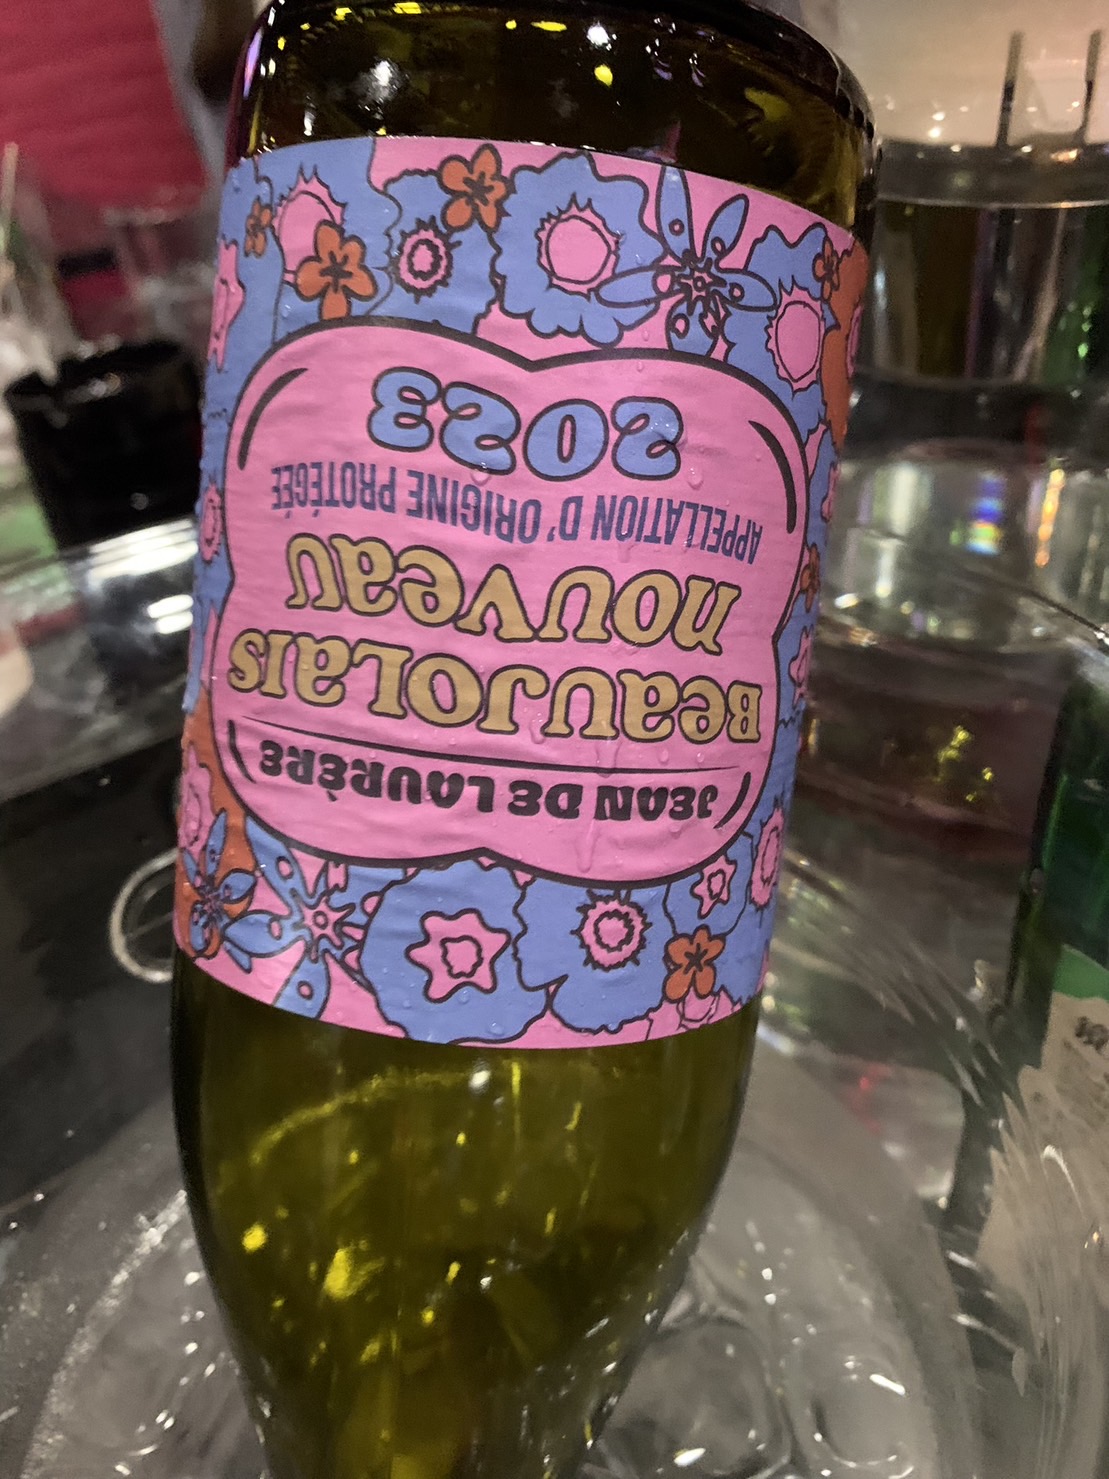 JEAN DE LAURÈRE
BEAUJOLAIS
NOUVEAU
APPELLATION D'ORIGINE PROTÉGÉE
2023